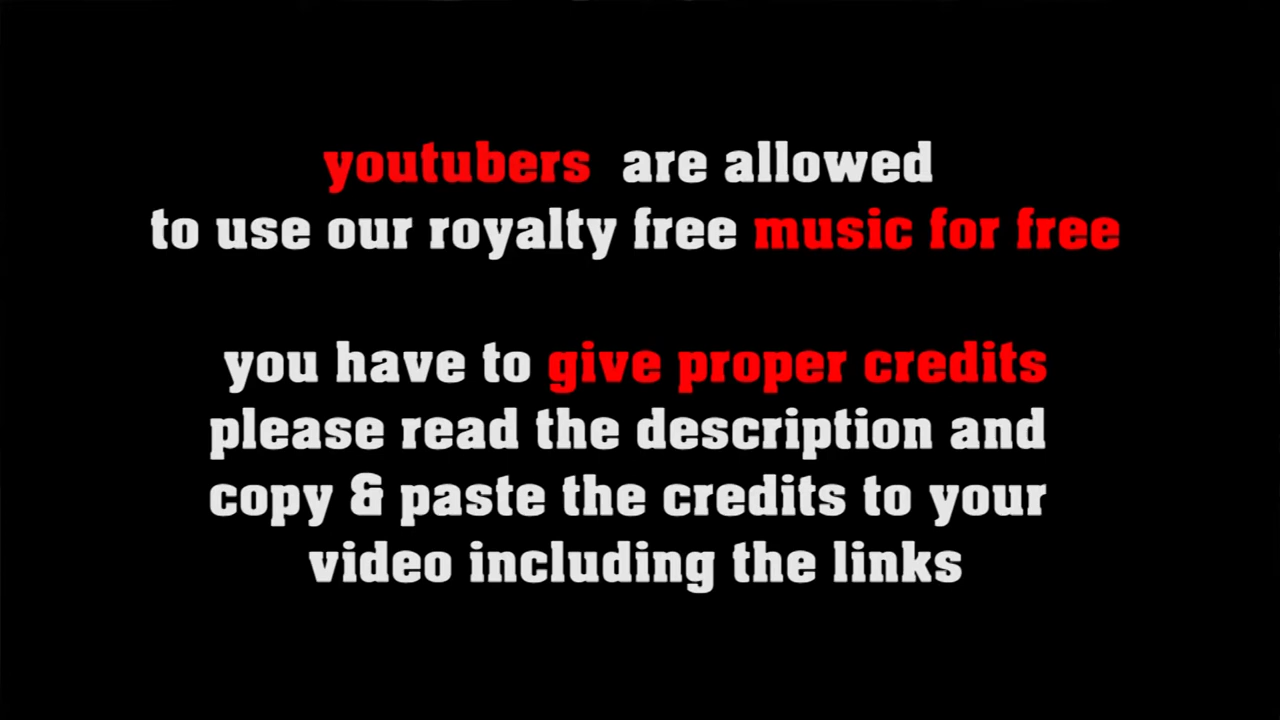 youtubers are allowed
to use our royalty free music for free
you have to give proper credits
please read the description and
copy & paste the credits to your
video including the links